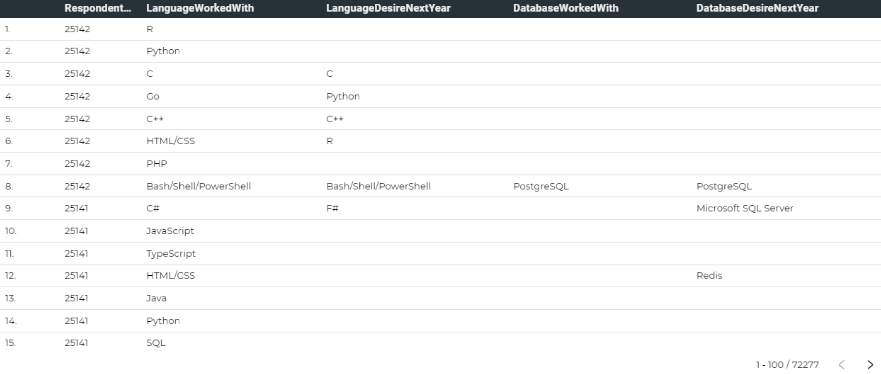 Respondent... LanguageWorkedWith LanguageDesireNextYear DatabaseWorkedWith DatabaseDesireNextYear
1. 25142 R
2. 25142 Python
3. 25142 C C
4. 25142 Go Python
5. 25142 C++ C++
6. 25142 HTML/CSS R
7. 25142 PHP
8. 25142 Bash/Shell/PowerShell Bash/Shell/PowerShell PostgreSQL PostgreSQL
9. 25141 C# F# Microsoft SQL Server
10. 25141 JavaScript
11. 25141 TypeScript
12. 25141 HTML/CSS Redis
13. 25141 Java
14. 25141 Python
15. 25141 SQL
1 - 100 / 72277 < >